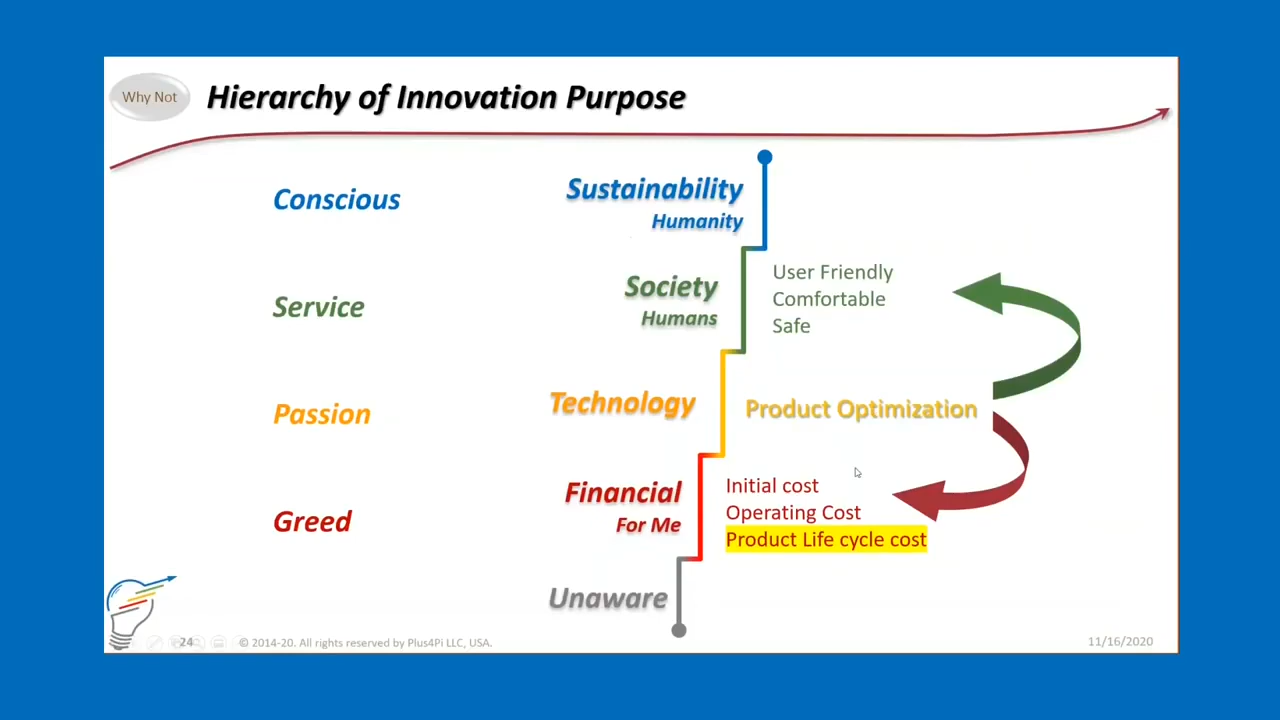 Why Not
Hierarchy of Innovation Purpose
Conscious
Sustainability
Humanity
Service
Society
Humans
User Friendly
Comfortable
Safe
Passion
Technology
Product Optimization
Greed
Financial
For Me
Initial cost
Operating Cost
Product Life cycle cost
Unaware
24
© 2014-20. All rights reserved by Plus4Pi LLC, USA.
11/16/2020